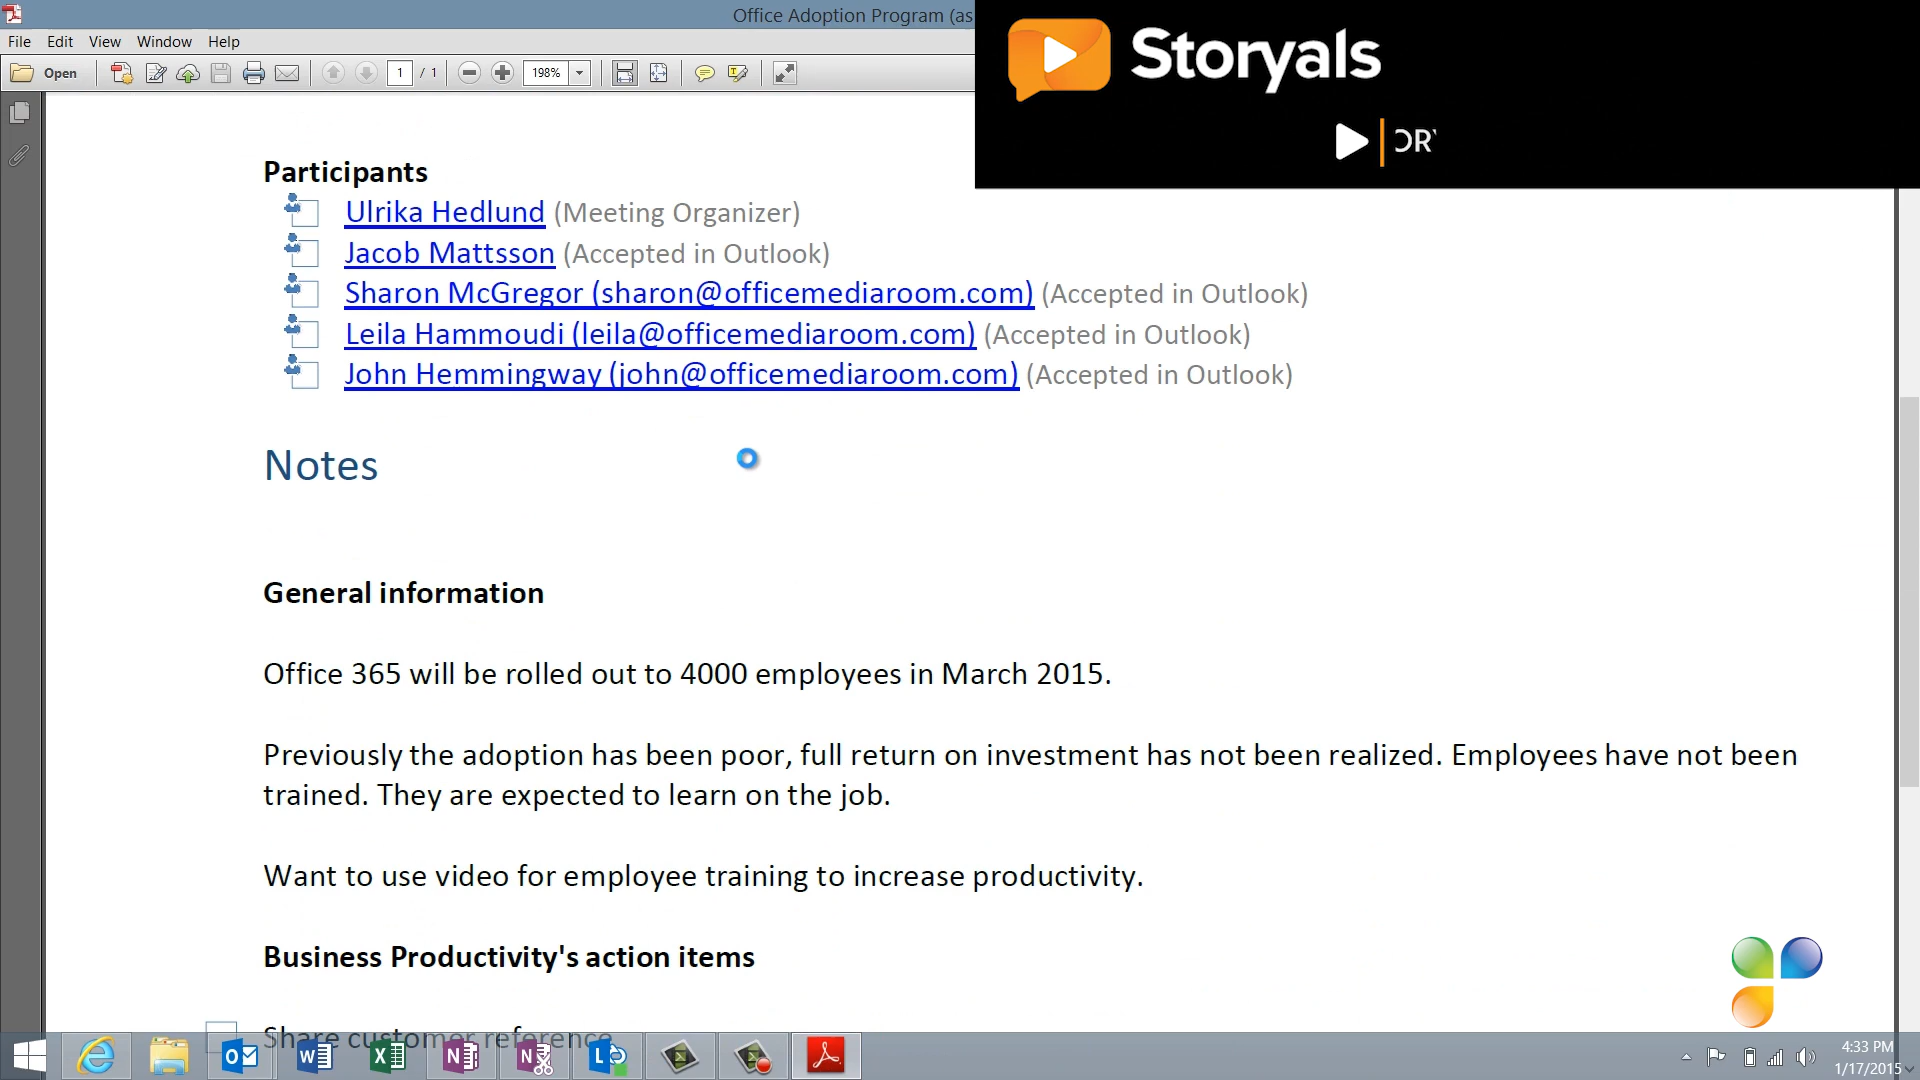 Office Adoption Program (as
File Edit View Window Help
Open 1 / 1 198%
Storyals
Participants
Ulrika Hedlund (Meeting Organizer)
Jacob Mattsson (Accepted in Outlook)
Sharon McGregor (sharon@officemediaroom.com) (Accepted in Outlook)
Leila Hammoudi (leila@officemediaroom.com) (Accepted in Outlook)
John Hemmingway (john@officemediaroom.com) (Accepted in Outlook)
Notes
General information
Office 365 will be rolled out to 4000 employees in March 2015.
Previously the adoption has been poor, full return on investment has not been realized. Employees have not been
trained. They are expected to learn on the job.
Want to use video for employee training to increase productivity.
Business Productivity's action items
Share customer reference
4:33 PM
1/17/2015